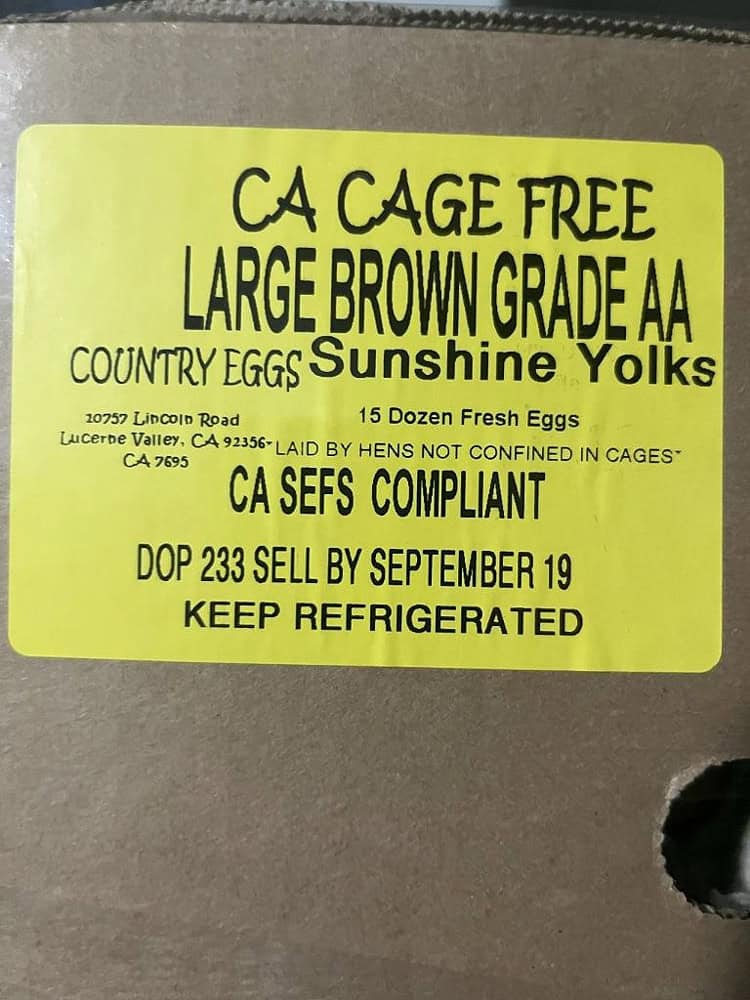 CA CAGE FREE
LARGE BROWN GRADE AA
COUNTRY EGGS Sunshine Yolks
10757 Lincoln Road
15 Dozen Fresh Eggs
Lucerne Valley, CA 92356
"LAID BY HENS NOT CONFINED IN CAGES"
CA 7695
CA SEFS COMPLIANT
DOP 233 SELL BY SEPTEMBER 19
KEEP REFRIGERATED